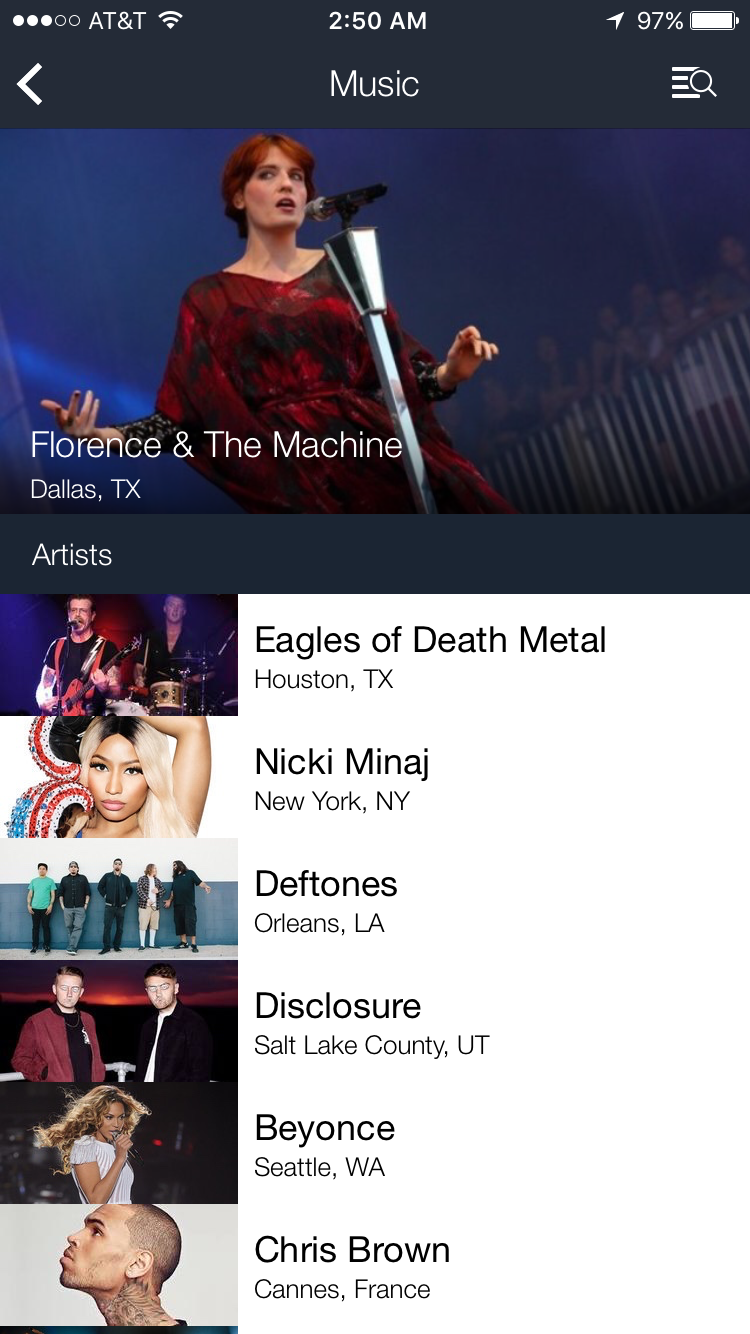 AT&T 2:50 AM 97%
Music
Florence & The Machine
Dallas, TX
Artists
Eagles of Death Metal
Houston, TX
Nicki Minaj
New York, NY
Deftones
Orleans, LA
Disclosure
Salt Lake County, UT
Beyonce
Seattle, WA
Chris Brown
Cannes, France